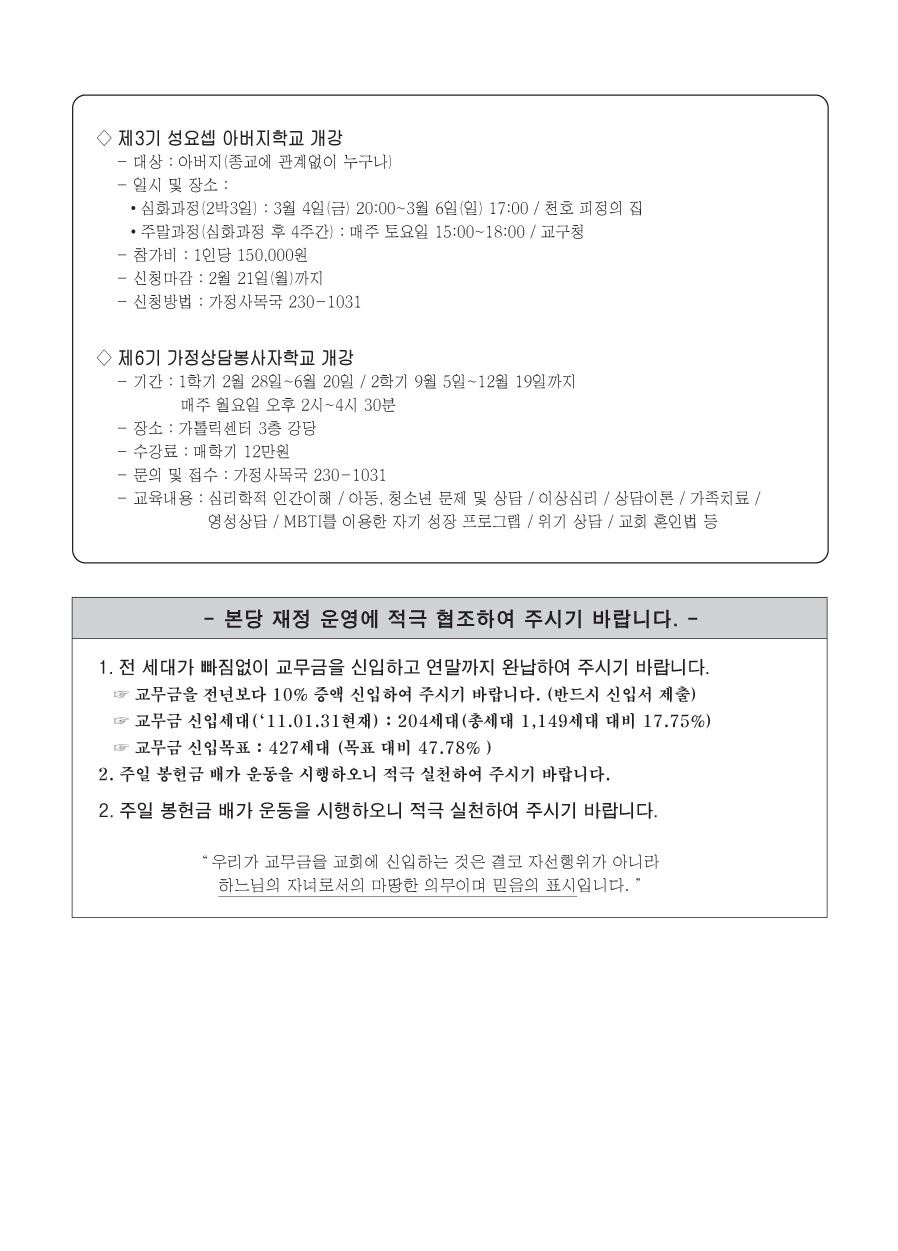 ◇ 제3기 성요셉 아버지학교 개강
- 대상 : 아버지(종교에 관계없이 누구나)
- 일시 및 장소 :
• 심화과정(2박3일) : 3월 4일(금) 20:00~3월 6일(일) 17:00 / 천호 피정의 집
• 주말과정(심화과정 후 4주간) : 매주 토요일 15:00~18:00 / 교구청
- 참가비 : 1인당 150,000원
- 신청마감 : 2월 21일(월)까지
- 신청방법 : 가정사목국 230-1031
◇ 제6기 가정상담봉사자학교 개강
- 기간 : 1학기 2월 28일~6월 20일 / 2학기 9월 5일~12월 19일까지
매주 월요일 오후 2시~4시 30분
- 장소 : 가톨릭센터 3층 강당
- 수강료 : 매학기 12만원
- 문의 및 접수 : 가정사목국 230-1031
- 교육내용 : 심리학적 인간이해 / 아동, 청소년 문제 및 상담 / 이상심리 / 상담이론 / 가족치료 /
영성상담 / MBTI를 이용한 자기 성장 프로그램 / 위기 상담 / 교회 혼인법 등
- 본당 재정 운영에 적극 협조하여 주시기 바랍니다. -
1. 전 세대가 빠짐없이 교무금을 신입하고 연말까지 완납하여 주시기 바랍니다.
☞ 교무금을 전년보다 10% 증액 신입하여 주시기 바랍니다. (반드시 신입서 제출)
☞ 교무금 신입세대(‘11.01.31현재) : 204세대(총세대 1,149세대 대비 17.75%)
☞ 교무금 신입목표 : 427세대 (목표 대비 47.78% )
2. 주일 봉헌금 배가 운동을 시행하오니 적극 실천하여 주시기 바랍니다.
2. 주일 봉헌금 배가 운동을 시행하오니 적극 실천하여 주시기 바랍니다.
“ 우리가 교무금을 교회에 신입하는 것은 결코 자선행위가 아니라
하느님의 자녀로서의 마땅한 의무이며 믿음의 표시입니다. ”